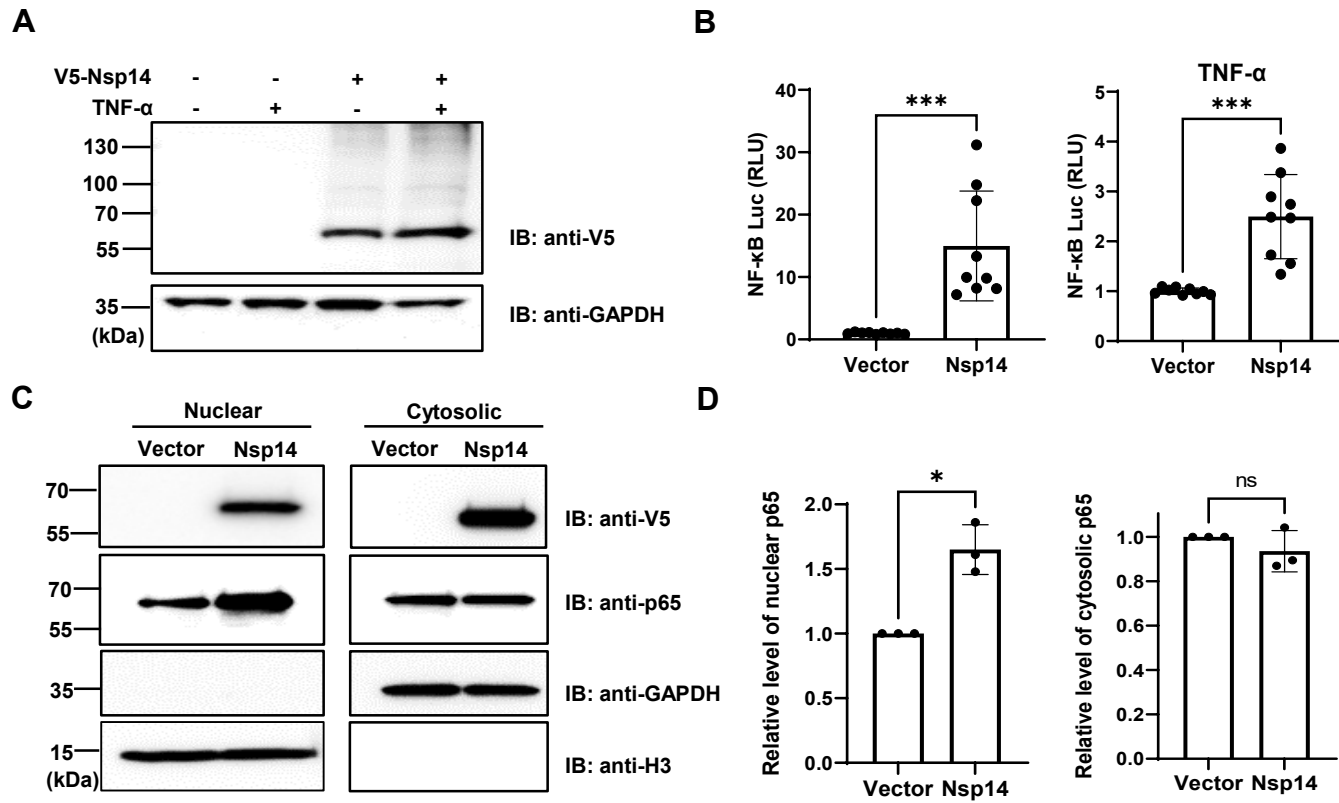 A
V5-Nsp14 - - + +
TNF-α - + - +
130
100
70
55
IB: anti-V5
35
IB: anti-GAPDH
(kDa)
B
NF-κB Luc (RLU)
40
30
20
10
0
***
Vector Nsp14
TNF-α
NF-κB Luc (RLU)
5
4
3
2
1
0
***
Vector Nsp14
C
Nuclear Cytosolic
Vector Nsp14 Vector Nsp14
70
55
IB: anti-V5
70
55
IB: anti-p65
35
IB: anti-GAPDH
15
(kDa)
IB: anti-H3
D
Relative level of nuclear p65
2.0
1.5
1.0
0.5
0.0
*
Vector Nsp14
Relative level of cytosolic p65
1.0
0.8
0.6
0.4
0.2
0.0
ns
Vector Nsp14